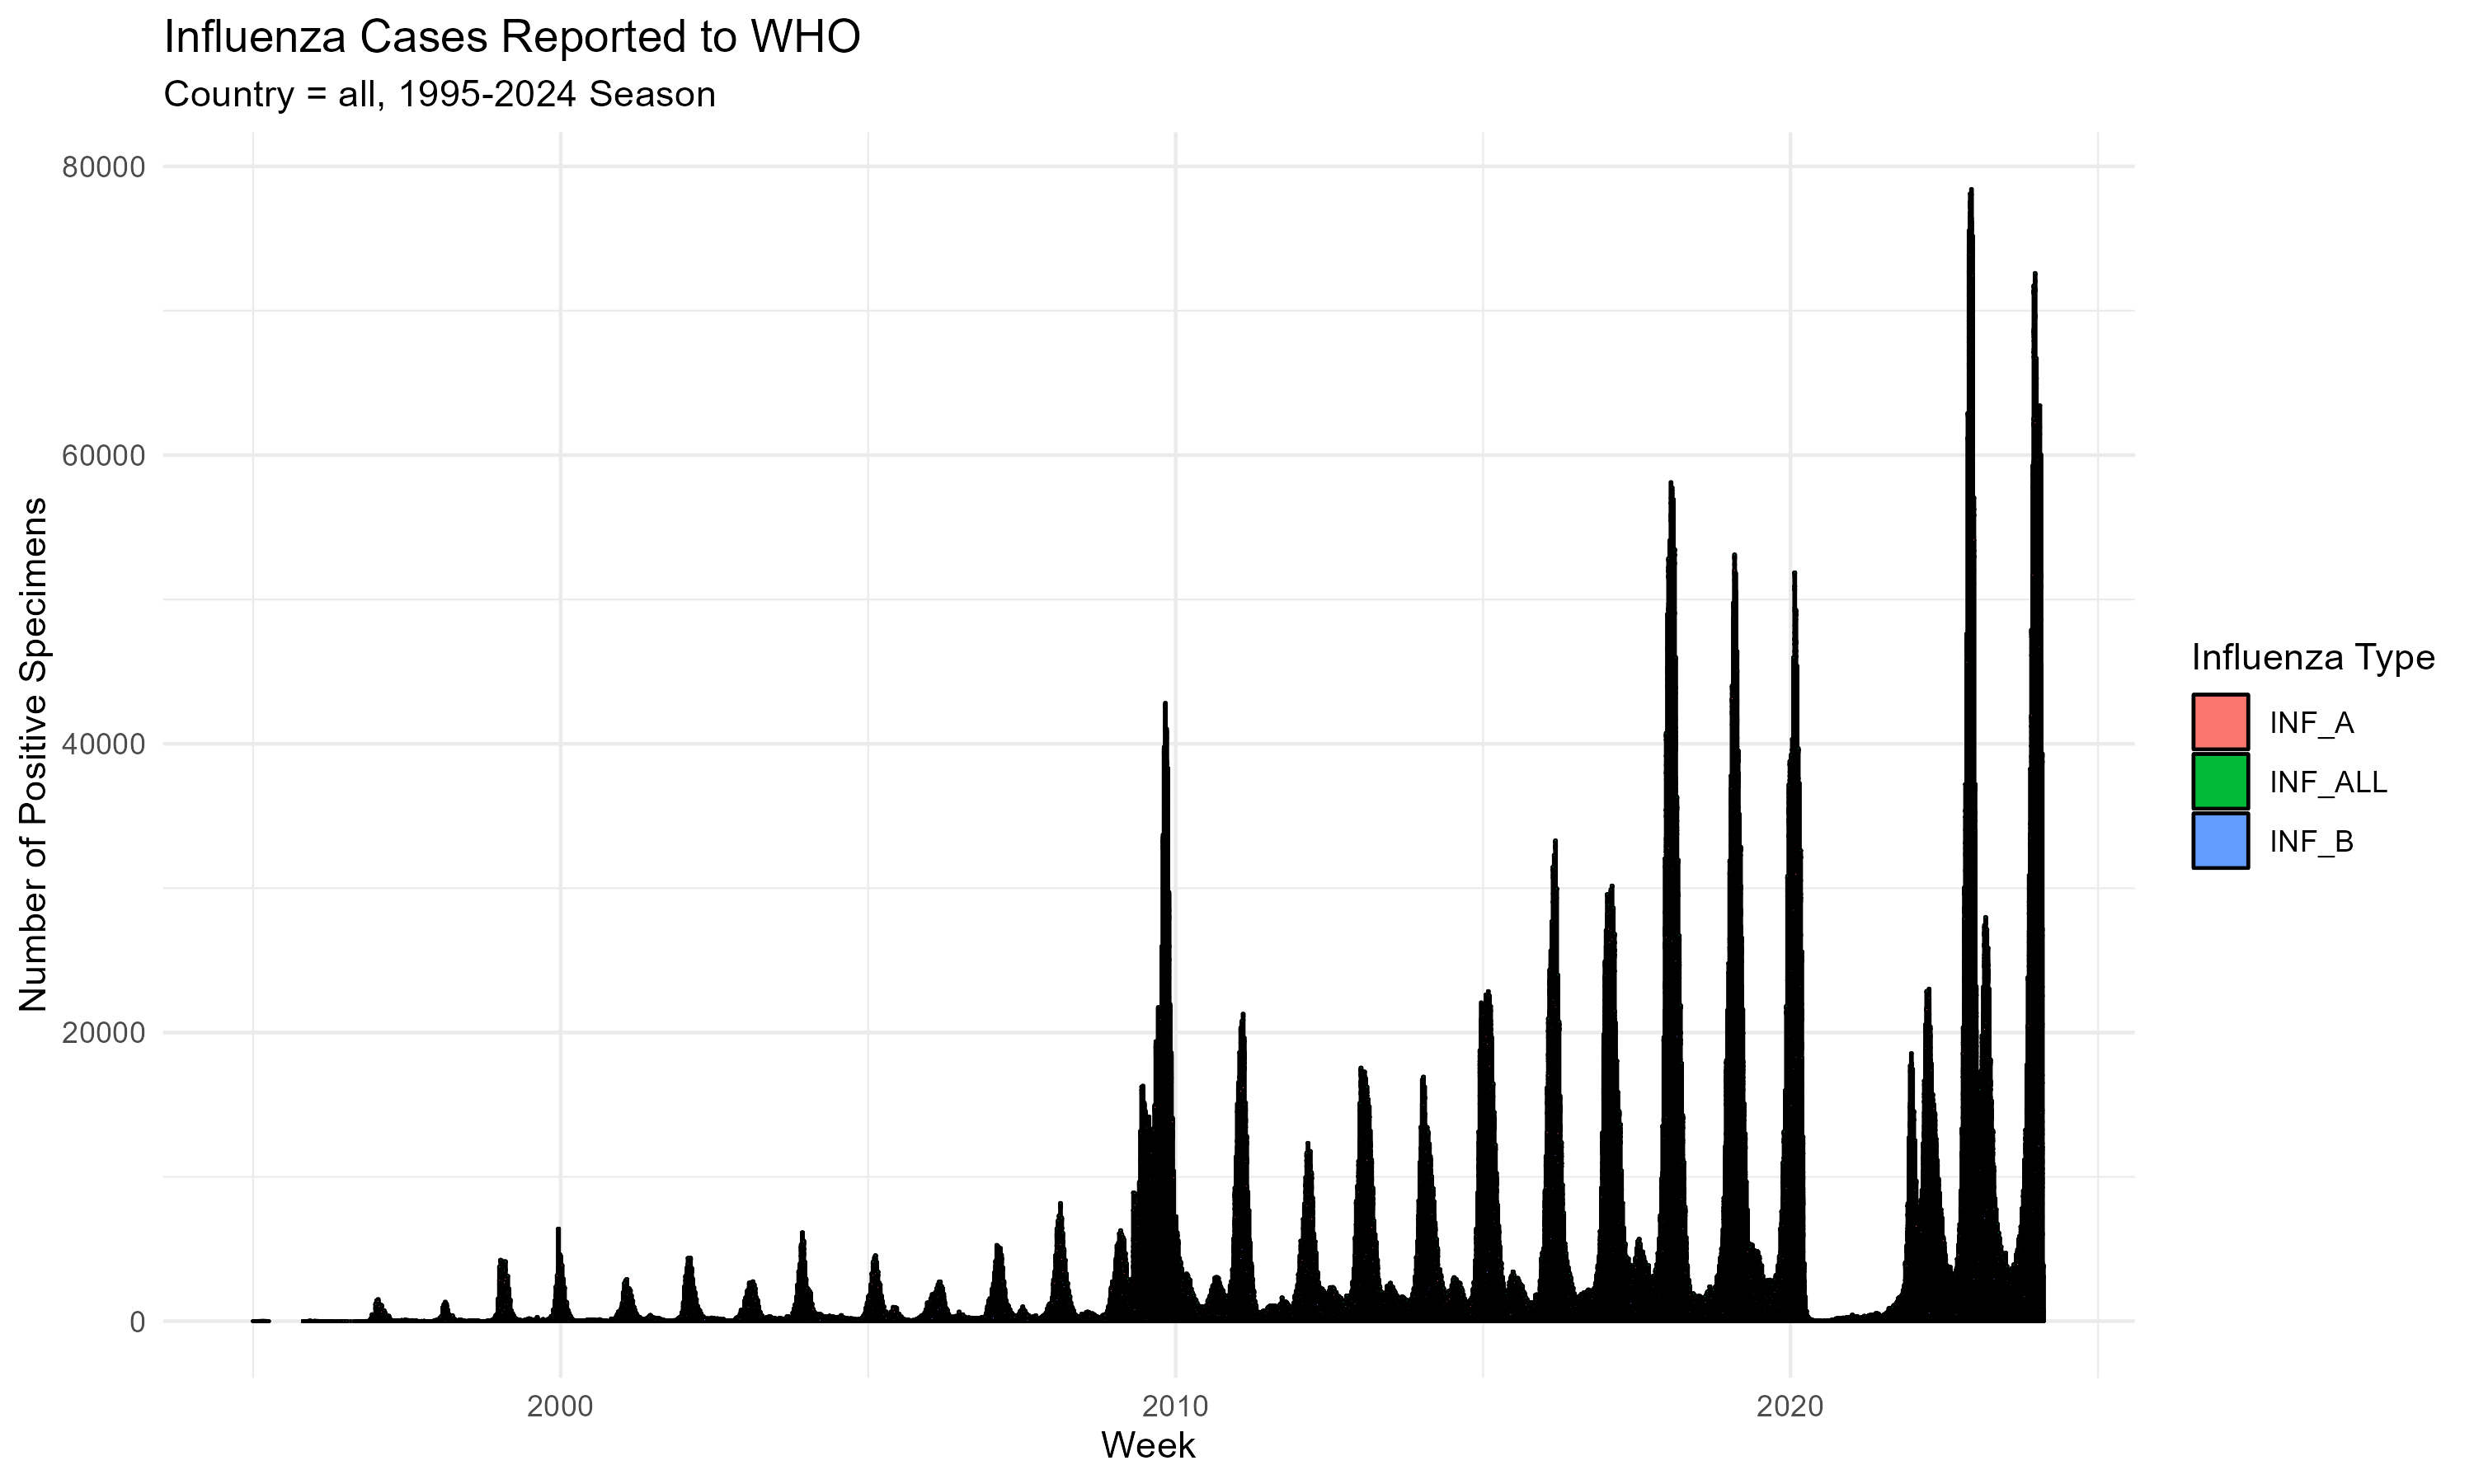 Influenza Cases Reported to WHO
Country = all, 1995-2024 Season
80000
60000
40000
20000
0
Number of Positive Specimens
2000
2010
2020
Week
Influenza Type
INF_A
INF_ALL
INF_B